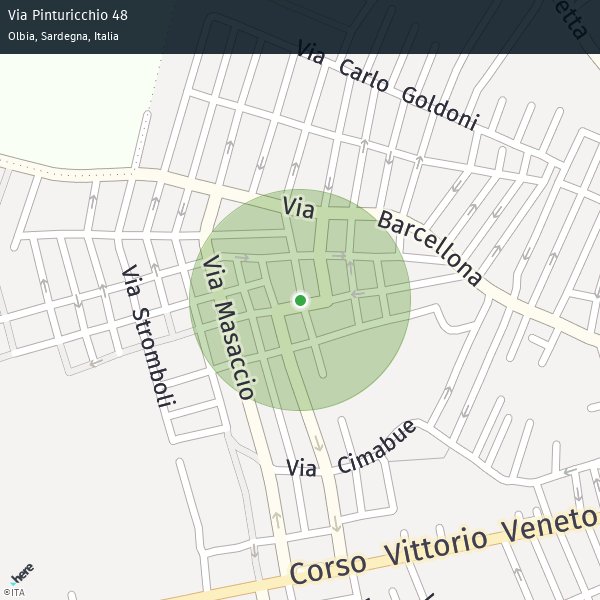 Via Pinturicchio 48
Olbia, Sardegna, Italia
etta
Via Carlo Goldoni
Via Barcellona
Via Masaccio
Via Stromboli
Via Cimabue
Corso Vittorio Veneto
here
©ITA